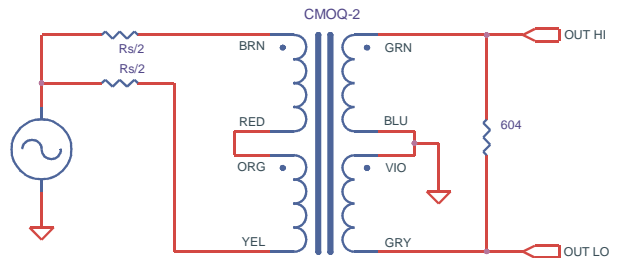 CMOQ-2
Rs/2
BRN
GRN
OUT HI
Rs/2
RED
BLU
604
ORG
VIO
YEL
GRY
OUT LO